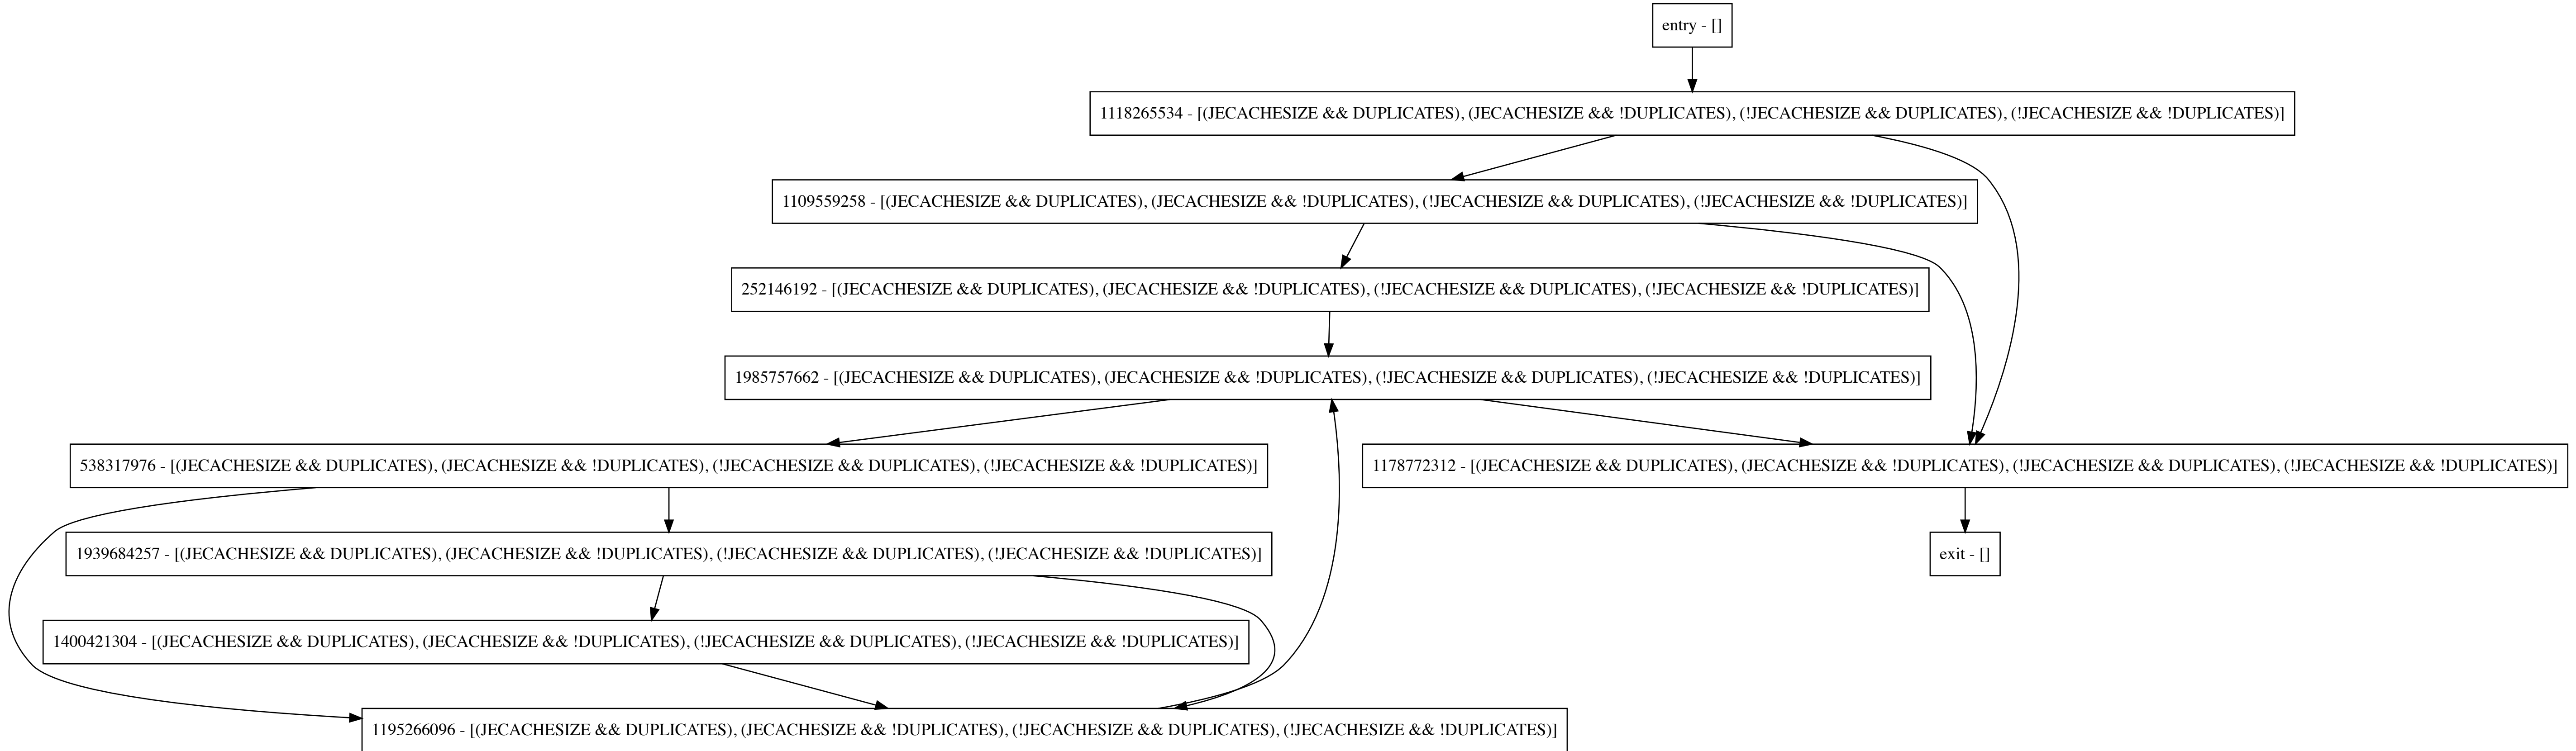 entry - []
1118265534 - [(JECACHESIZE && DUPLICATES), (JECACHESIZE && !DUPLICATES), (!JECACHESIZE && DUPLICATES), (!JECACHESIZE && !DUPLICATES)]
1109559258 - [(JECACHESIZE && DUPLICATES), (JECACHESIZE && !DUPLICATES), (!JECACHESIZE && DUPLICATES), (!JECACHESIZE && !DUPLICATES)]
252146192 - [(JECACHESIZE && DUPLICATES), (JECACHESIZE && !DUPLICATES), (!JECACHESIZE && DUPLICATES), (!JECACHESIZE && !DUPLICATES)]
1985757662 - [(JECACHESIZE && DUPLICATES), (JECACHESIZE && !DUPLICATES), (!JECACHESIZE && DUPLICATES), (!JECACHESIZE && !DUPLICATES)]
538317976 - [(JECACHESIZE && DUPLICATES), (JECACHESIZE && !DUPLICATES), (!JECACHESIZE && DUPLICATES), (!JECACHESIZE && !DUPLICATES)]
1178772312 - [(JECACHESIZE && DUPLICATES), (JECACHESIZE && !DUPLICATES), (!JECACHESIZE && DUPLICATES), (!JECACHESIZE && !DUPLICATES)]
1939684257 - [(JECACHESIZE && DUPLICATES), (JECACHESIZE && !DUPLICATES), (!JECACHESIZE && DUPLICATES), (!JECACHESIZE && !DUPLICATES)]
exit - []
1400421304 - [(JECACHESIZE && DUPLICATES), (JECACHESIZE && !DUPLICATES), (!JECACHESIZE && DUPLICATES), (!JECACHESIZE && !DUPLICATES)]
1195266096 - [(JECACHESIZE && DUPLICATES), (JECACHESIZE && !DUPLICATES), (!JECACHESIZE && DUPLICATES), (!JECACHESIZE && !DUPLICATES)]